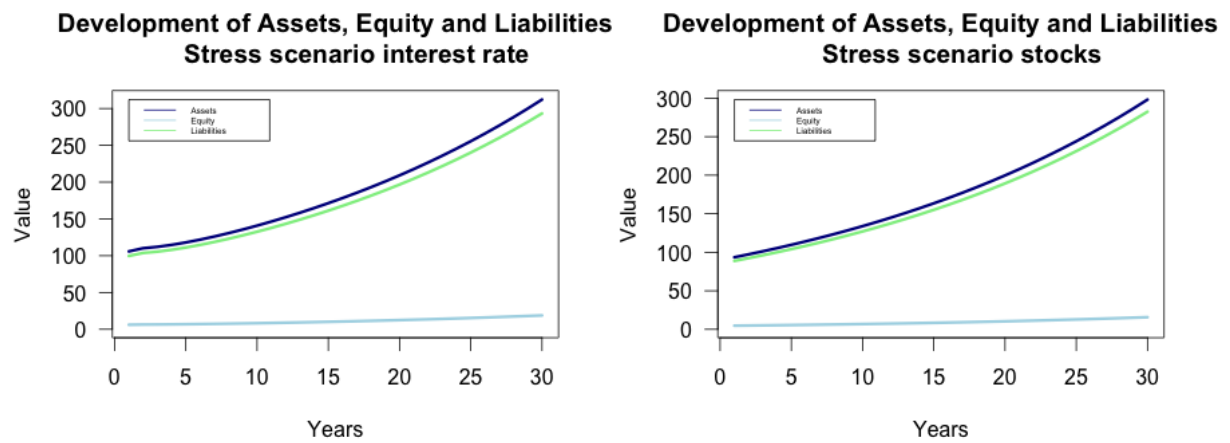 Development of Assets, Equity and Liabilities
Stress scenario interest rate
Assets
Equity
Liabilities
300
250
200
150
100
50
0
Value
0 5 10 15 20 25 30
Years
Development of Assets, Equity and Liabilities
Stress scenario stocks
Assets
Equity
Liabilities
300
250
200
150
100
50
0
Value
0 5 10 15 20 25 30
Years